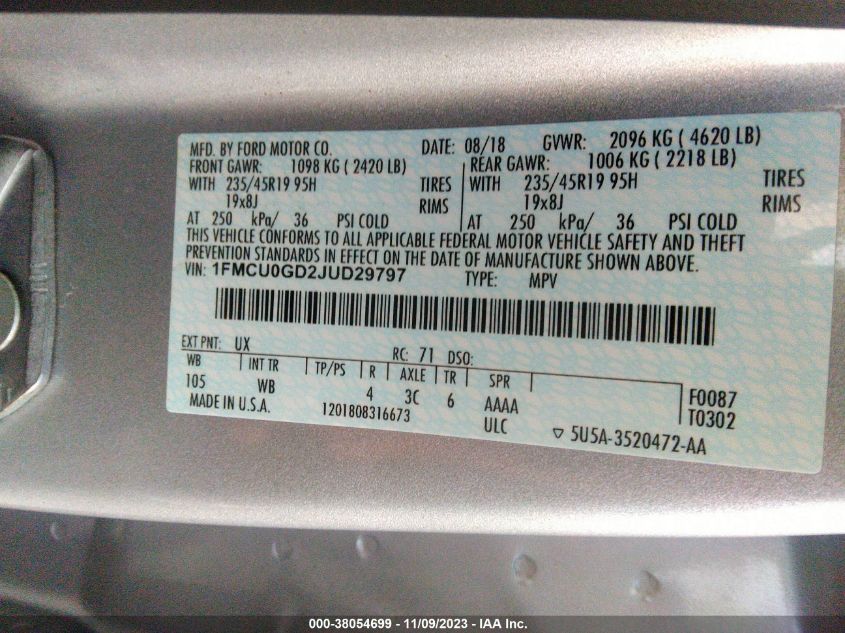 MFD. BY FORD MOTOR CO. DATE: 08/18 GVWR: 2096 KG ( 4620 LB)
FRONT GAWR: 1098 KG ( 2420 LB) REAR GAWR: 1006 KG ( 2218 LB)
WITH 235/45R19 95H TIRES WITH 235/45R19 95H TIRES
19x8J RIMS 19x8J RIMS
AT 250 kPa/ 36 PSI COLD AT 250 kPa/ 36 PSI COLD
THIS VEHICLE CONFORMS TO ALL APPLICABLE FEDERAL MOTOR VEHICLE SAFETY AND THEFT
PREVENTION STANDARDS IN EFFECT ON THE DATE OF MANUFACTURE SHOWN ABOVE.
VIN: 1FMCU0GD2JUD29797 TYPE: MPV
EXT PNT: UX RC: 71 DSO:
WB INT TR TP/PS R AXLE TR SPR
105 WB 4 3C 6 AAAA F0087
MADE IN U.S.A. 1201808316673 ULC T0302
▽ 5U5A-3520472-AA
000-38054699 - 11/09/2023 - IAA Inc.